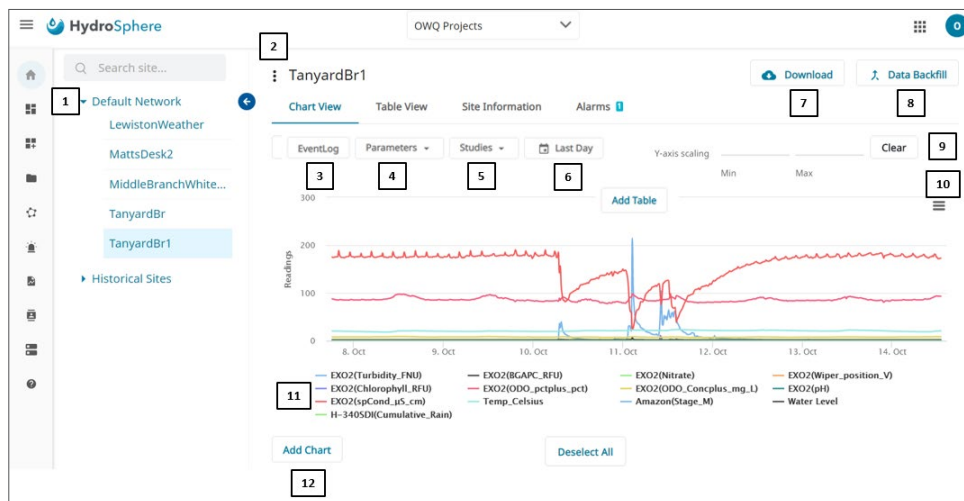 HydroSphere
OWQ Projects
O
2
Search site...
TanyardBr1
Download
Data Backfill
1
Default Network
7
8
Chart View
Table View
Site Information
Alarms 1
LewistonWeather
EventLog
Parameters
Studies
Last Day
Y-axis scaling
Clear
9
MattsDesk2
3
4
5
6
Min
Max
10
MiddleBranchWhite...
300
Add Table
TanyardBr
200
TanyardBr1
Readings
Historical Sites
100
0
8. Oct
9. Oct
10. Oct
11. Oct
12. Oct
13. Oct
14. Oct
EXO2(Turbidity_FNU)
EXO2(BGAPC_RFU)
EXO2(Nitrate)
EXO2(Wiper_position_V)
11
EXO2(Chlorophyll_RFU)
EXO2(ODO_pctplus_pct)
EXO2(ODO_Concplus_mg_L)
EXO2(pH)
EXO2(spCond_µS_cm)
Temp_Celsius
Amazon(Stage_M)
Water Level
H-340SDI(Cumulative_Rain)
Add Chart
Deselect All
12